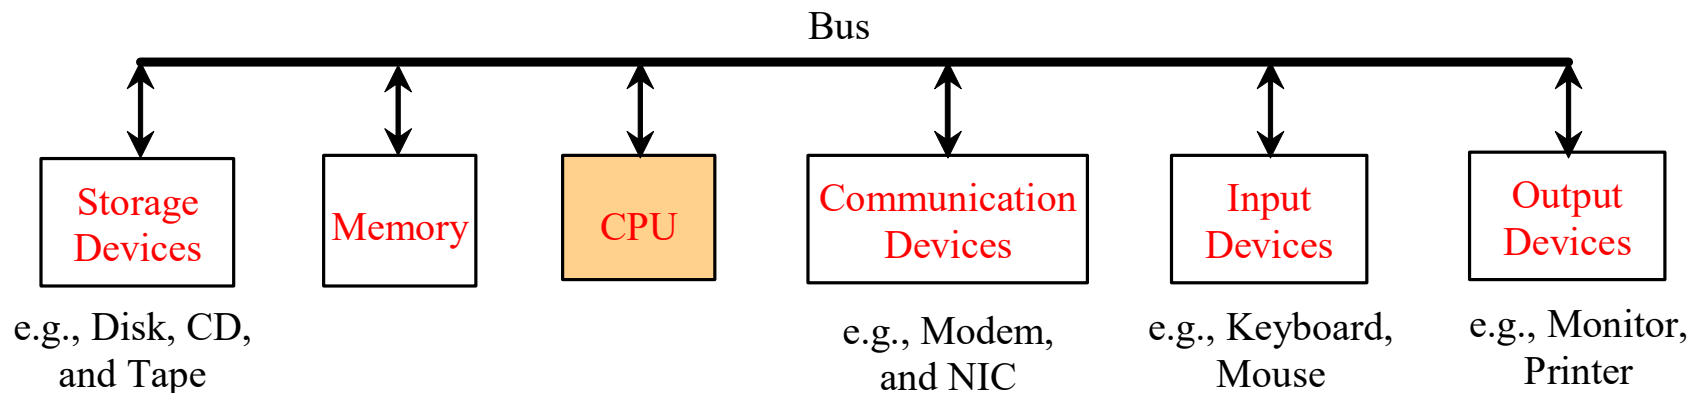 Bus
Storage
Devices
Memory
CPU
Communication
Devices
Input
Devices
Output
Devices
e.g., Disk, CD,
and Tape
e.g., Modem,
and NIC
e.g., Keyboard,
Mouse
e.g., Monitor,
Printer